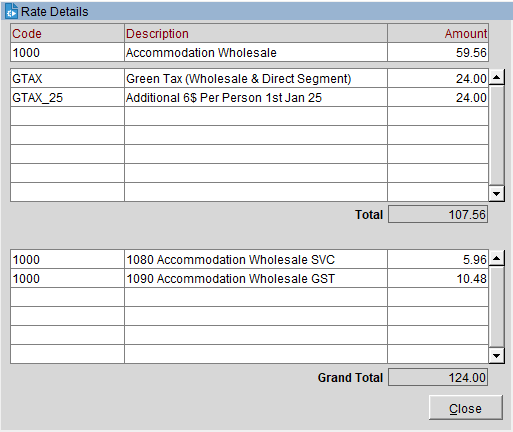 Rate Details
Code Description Amount
1000 Accommodation Wholesale 59.56
GTAX Green Tax (Wholesale & Direct Segment) 24.00
GTAX_25 Additional 6$ Per Person 1st Jan 25 24.00
Total 107.56
1000 1080 Accommodation Wholesale SVC 5.96
1000 1090 Accommodation Wholesale GST 10.48
Grand Total 124.00
Close